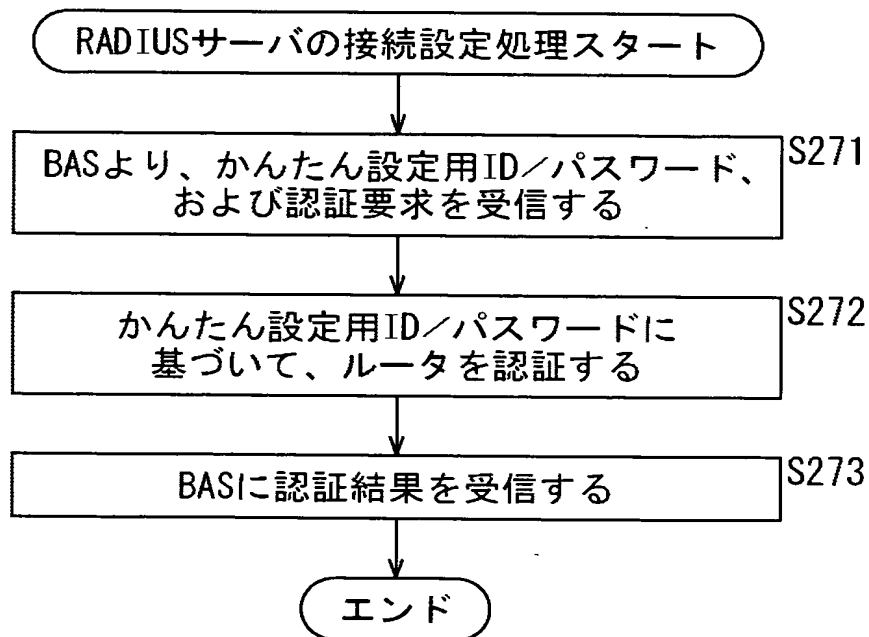 RADIUSサーバの接続設定処理スタート
BASより、かんたん設定用ID／パスワード、
および認証要求を受信する
S271
かんたん設定用ID／パスワードに
基づいて、ルータを認証する
S272
BASに認証結果を受信する
S273
エンド